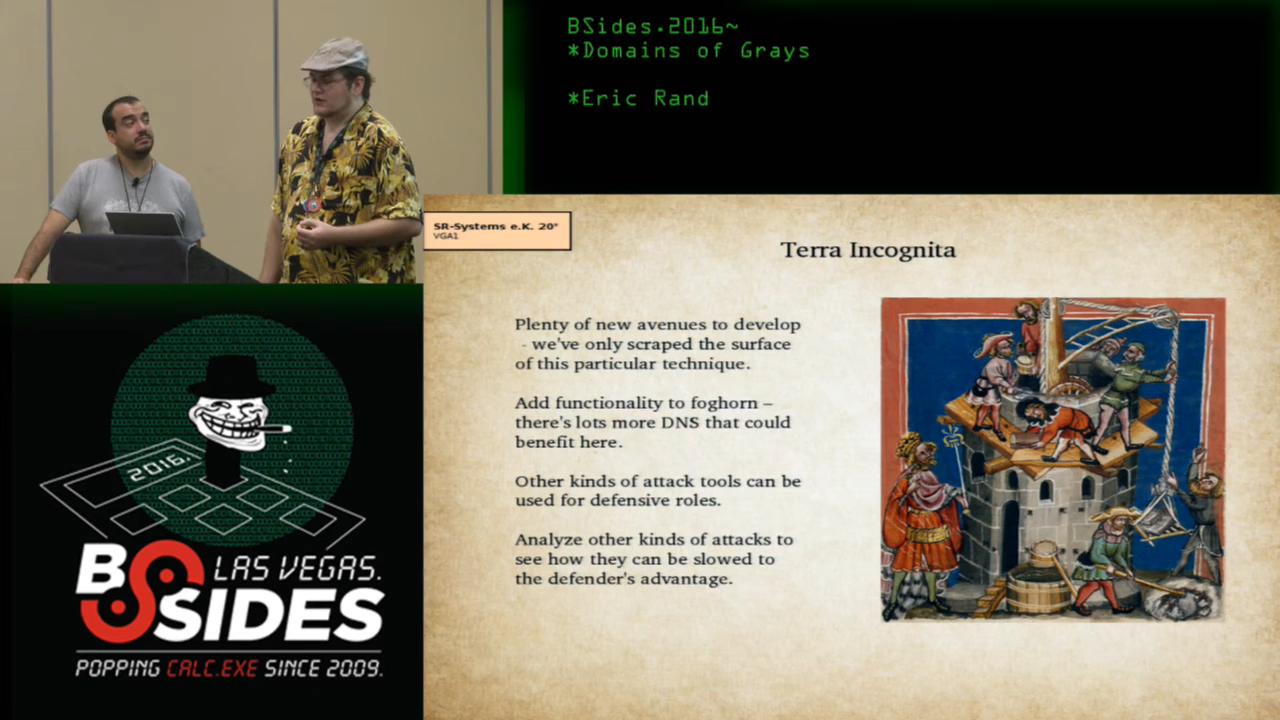 BSides.2016~
*Domains of Grays
*Eric Rand
SR-Systems e.K. 20°
VGA1
Terra Incognita
Plenty of new avenues to develop
- we've only scraped the surface
of this particular technique.
Add functionality to foghorn –
there's lots more DNS that could
benefit here.
Other kinds of attack tools can be
used for defensive roles.
Analyze other kinds of attacks to
see how they can be slowed to
the defender's advantage.
2016.
BSIDES
LAS VEGAS.
POPPING CALC.EXE SINCE 2009.